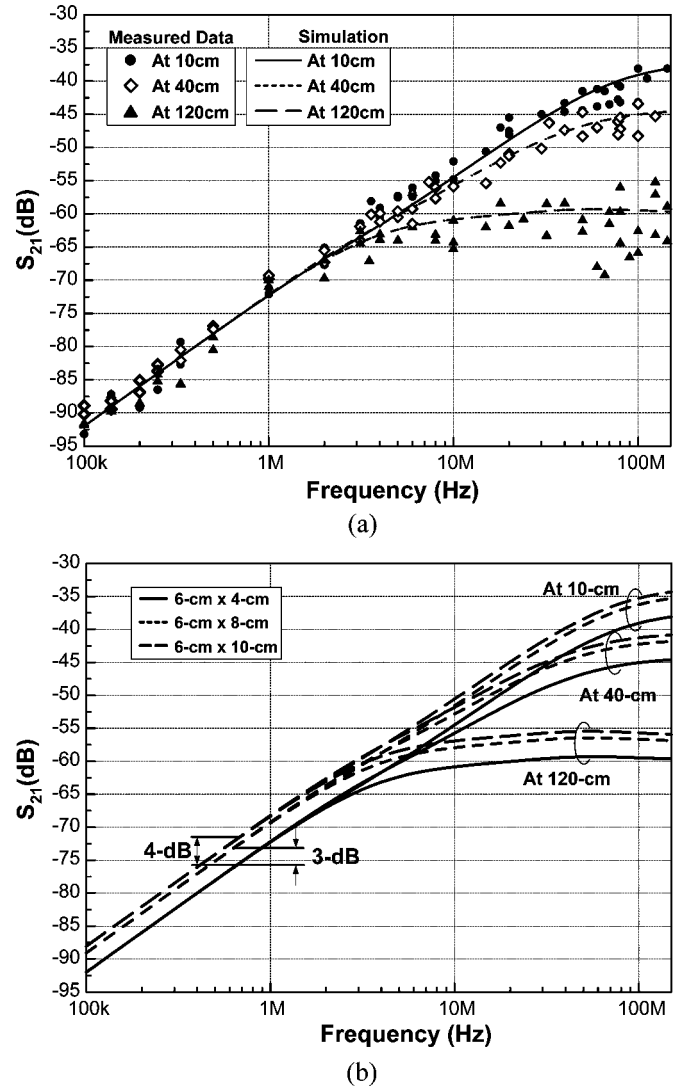 -30
-35
-40
-45
-50
-55
-60
-65
-70
-75
-80
-85
-90
-95
S21(dB)
Measured Data
At 10cm
At 40cm
At 120cm
Simulation
At 10cm
At 40cm
At 120cm
100k 1M 10M 100M
Frequency (Hz)
(a)
-30
-35
-40
-45
-50
-55
-60
-65
-70
-75
-80
-85
-90
-95
S21(dB)
6-cm x 4-cm
6-cm x 8-cm
6-cm x 10-cm
At 10-cm
At 40-cm
At 120-cm
4-dB
3-dB
100k 1M 10M 100M
Frequency (Hz)
(b)